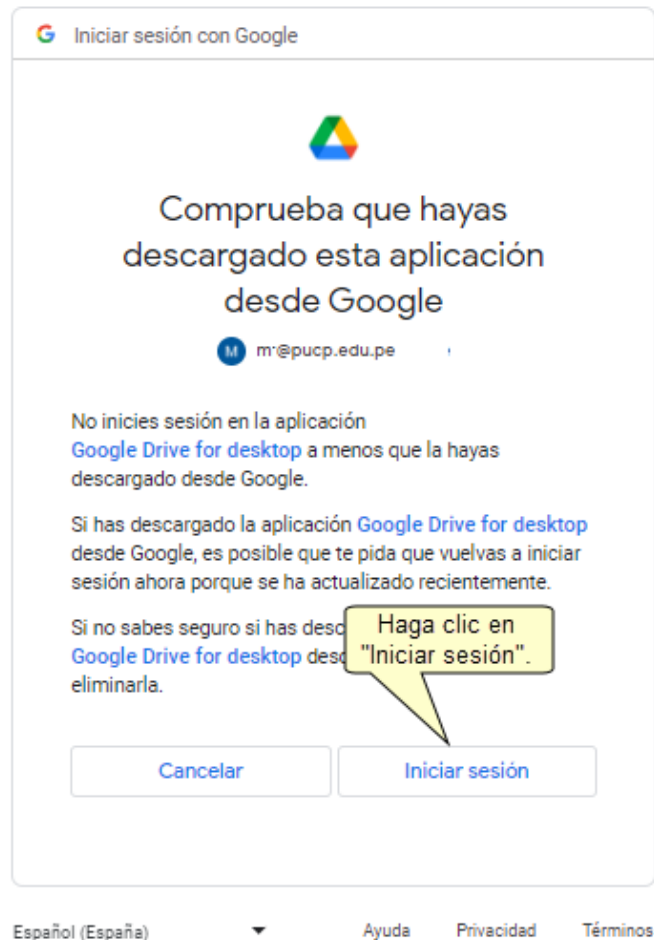 Iniciar sesión con Google
Comprueba que hayas
descargado esta aplicación
desde Google
M
m @pucp.edu.pe
No inicies sesión en la aplicación
Google Drive for desktop a menos que la hayas
descargado desde Google.
Si has descargado la aplicación Google Drive for desktop
desde Google, es posible que te pida que vuelvas a iniciar
sesión ahora porque se ha actualizado recientemente.
Si no sabes seguro si has
Google Drive for desktop
eliminarla.
Haga clic en
"Iniciar sesión".
Cancelar
Iniciar sesión
Español (España)
Ayuda
Privacidad
Términos